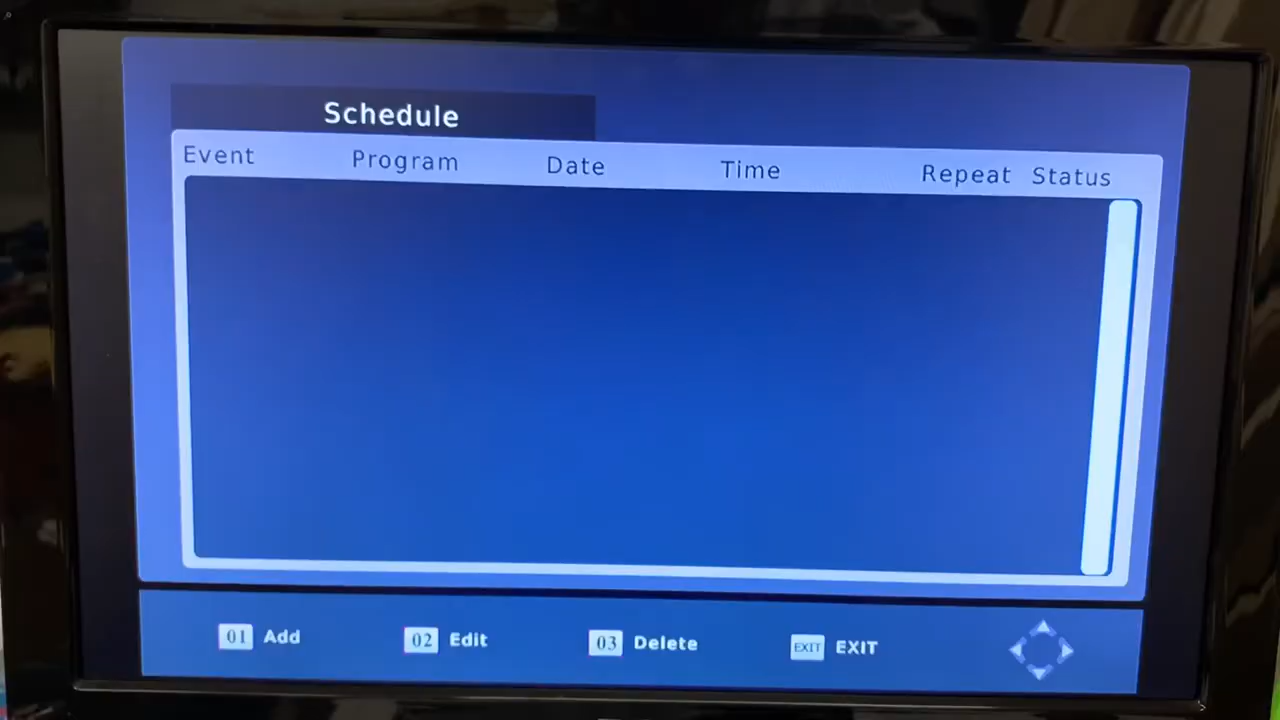 Schedule
Event Program Date Time Repeat Status
01 Add 02 Edit 03 Delete EXIT EXIT